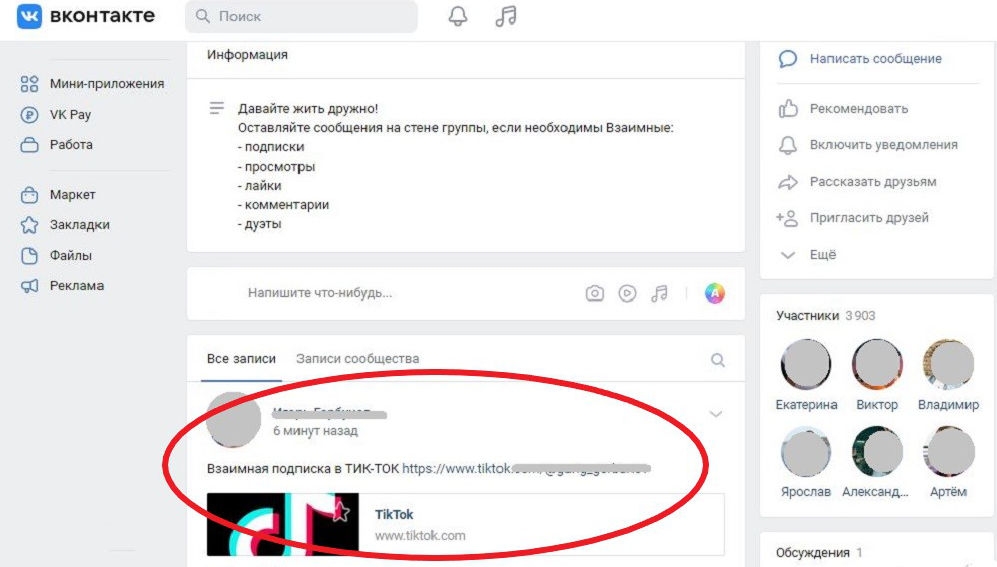 вконтакте
Поиск
Мини-приложения
VK Pay
Работа
Маркет
Закладки
Файлы
Реклама
Информация
Давайте жить дружно!
Оставляйте сообщения на стене группы, если необходимы Взаимные:
- подписки
- просмотры
- лайки
- комментарии
- дуэты
Напишите что-нибудь...
Все записи
Записи сообщества
6 минут назад
Взаимная подписка в ТИК-ТОК https://www.tiktok.
TikTok
www.tiktok.com
Написать сообщение
Рекомендовать
Включить уведомления
Рассказать друзьям
Пригласить друзей
Ещё
Участники 3 903
Екатерина
Виктор
Владимир
Ярослав
Александ...
Артём
Обсуждения 1